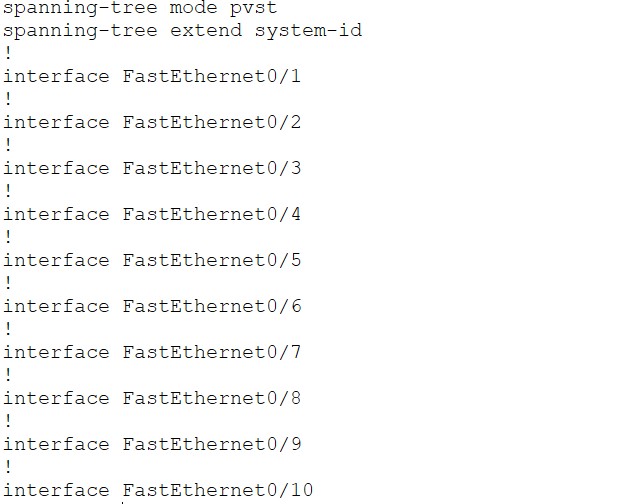 spanning-tree mode pvst
spanning-tree extend system-id
!
interface FastEthernet0/1
!
interface FastEthernet0/2
!
interface FastEthernet0/3
!
interface FastEthernet0/4
!
interface FastEthernet0/5
!
interface FastEthernet0/6
!
interface FastEthernet0/7
!
interface FastEthernet0/8
!
interface FastEthernet0/9
!
interface FastEthernet0/10